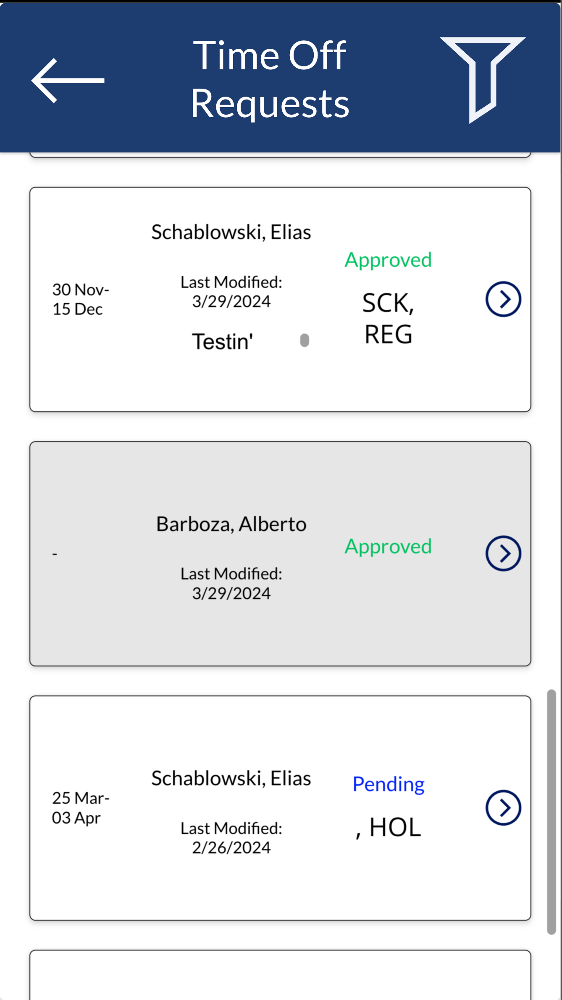 Time Off
Requests
Schablowski, Elias
Approved
30 Nov-
15 Dec
Last Modified:
3/29/2024
SCK,
REG
Testin'
Barboza, Alberto
Approved
-
Last Modified:
3/29/2024
Schablowski, Elias
Pending
25 Mar-
03 Apr
Last Modified:
2/26/2024
, HOL